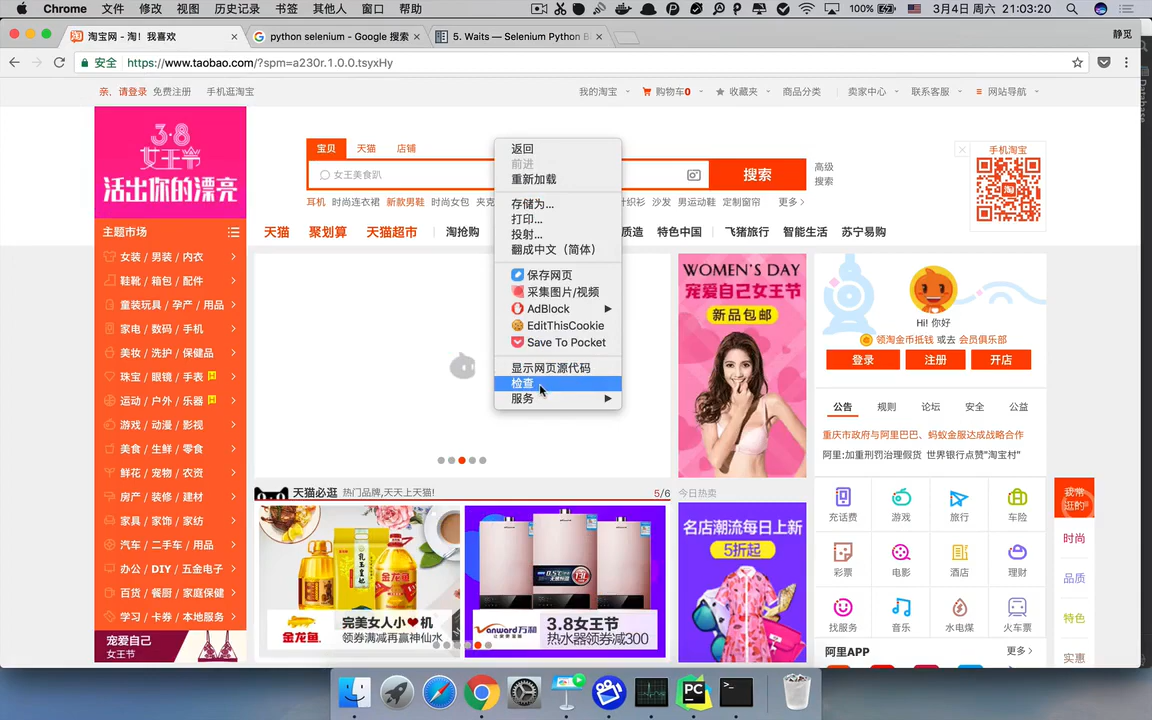 Chrome 文件 修改 视图 历史记录 书签 其他人 窗口 帮助
100% 3月4日 周六 21:03:20
淘宝网 - 淘！我喜欢
python selenium - Google 搜索
5. Waits — Selenium Python B
静觅
安全 https://www.taobao.com/?spm=a230r.1.0.0.tsyxHy
亲，请登录 免费注册 手机逛淘宝
我的淘宝 购物车0 收藏夹 商品分类 卖家中心 联系客服 网站导航
3·8
女王节
活出你的漂亮
宝贝 天猫 店铺
女王美食趴
搜索
高级
搜索
手机淘宝
耳机 时尚连衣裙 新款男鞋 时尚女包 夹克
针织衫 沙发 男运动鞋 定制窗帘 更多
天猫 聚划算 天猫超市 淘抢购
质造 特色中国 飞猪旅行 智能生活 苏宁易购
返回
前进
重新加载
存储为...
打印...
投射...
翻成中文（简体）
保存网页
采集图片/视频
AdBlock
EditThisCookie
Save To Pocket
显示网页源代码
检查
服务
主题市场
女装 / 男装 / 内衣
鞋靴 / 箱包 / 配件
童装玩具 / 孕产 / 用品
家电 / 数码 / 手机
美妆 / 洗护 / 保健品
珠宝 / 眼镜 / 手表 H
运动 / 户外 / 乐器 H
游戏 / 动漫 / 影视
美食 / 生鲜 / 零食
鲜花 / 宠物 / 农资
房产 / 装修 / 建材
家具 / 家饰 / 家纺
汽车 / 二手车 / 用品
办公 / DIY / 五金电子
百货 / 餐厨 / 家庭保健
学习 / 卡券 / 本地服务
宠爱自己
女王节
天猫必逛 热门品牌,天天上天猫! 5/6
金龙鱼
完美女人小❤机
领券满减再赢神仙水
Vanward万和
3.8女王节
热水器领券减300
WOMEN'S DAY
宠爱自己女王节
新品包邮
今日热卖
名店潮流每日上新
5折起
Hi! 你好
领淘金币抵钱 或去 会员俱乐部
登录 注册 开店
公告 规则 论坛 安全 公益
重庆市政府与阿里巴巴、蚂蚁金服达成战略合作
阿里:加重刑罚治理假货 世界银行点赞"淘宝村"
充话费 游戏 旅行 车险
彩票 电影 酒店 理财
找服务 音乐 水电煤 火车票
阿里APP 更多
我常
逛的
时尚
品质
特色
实惠
PC